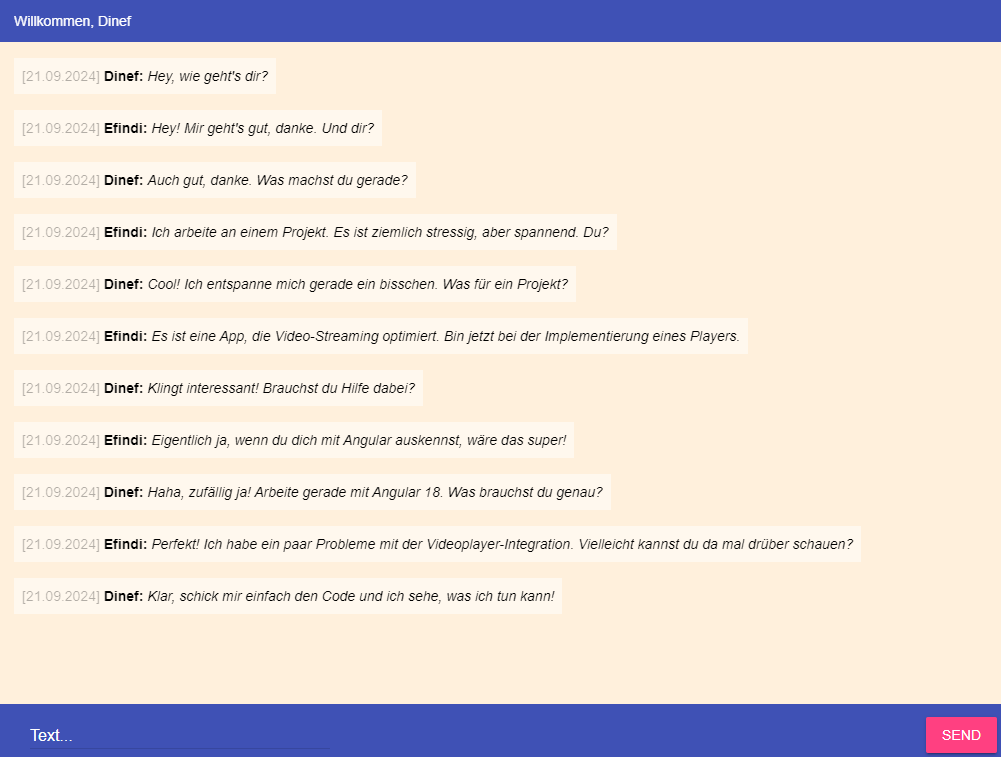 Willkommen, Dinef
[21.09.2024] Dinef: Hey, wie geht's dir?
[21.09.2024] Efindi: Hey! Mir geht's gut, danke. Und dir?
[21.09.2024] Dinef: Auch gut, danke. Was machst du gerade?
[21.09.2024] Efindi: Ich arbeite an einem Projekt. Es ist ziemlich stressig, aber spannend. Du?
[21.09.2024] Dinef: Cool! Ich entspanne mich gerade ein bisschen. Was für ein Projekt?
[21.09.2024] Efindi: Es ist eine App, die Video-Streaming optimiert. Bin jetzt bei der Implementierung eines Players.
[21.09.2024] Dinef: Klingt interessant! Brauchst du Hilfe dabei?
[21.09.2024] Efindi: Eigentlich ja, wenn du dich mit Angular auskennst, wäre das super!
[21.09.2024] Dinef: Haha, zufällig ja! Arbeite gerade mit Angular 18. Was brauchst du genau?
[21.09.2024] Efindi: Perfekt! Ich habe ein paar Probleme mit der Videoplayer-Integration. Vielleicht kannst du da mal drüber schauen?
[21.09.2024] Dinef: Klar, schick mir einfach den Code und ich sehe, was ich tun kann!
Text...
SEND